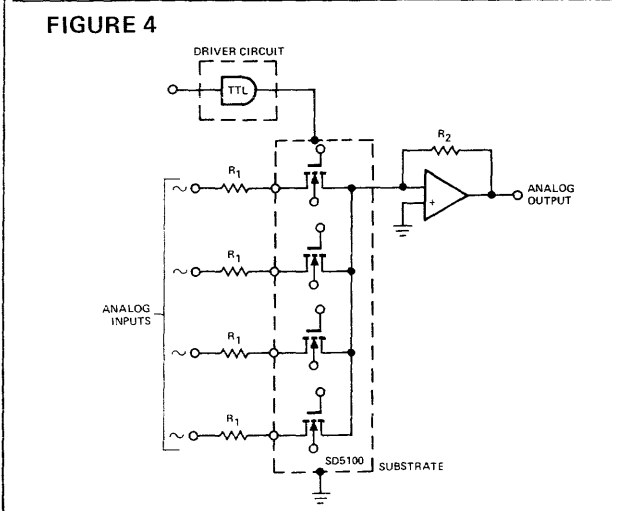 FIGURE 4
DRIVER CIRCUIT
TTL
R2
R1
ANALOG
OUTPUT
+
R1
ANALOG
INPUTS
R1
R1
SD5100
SUBSTRATE